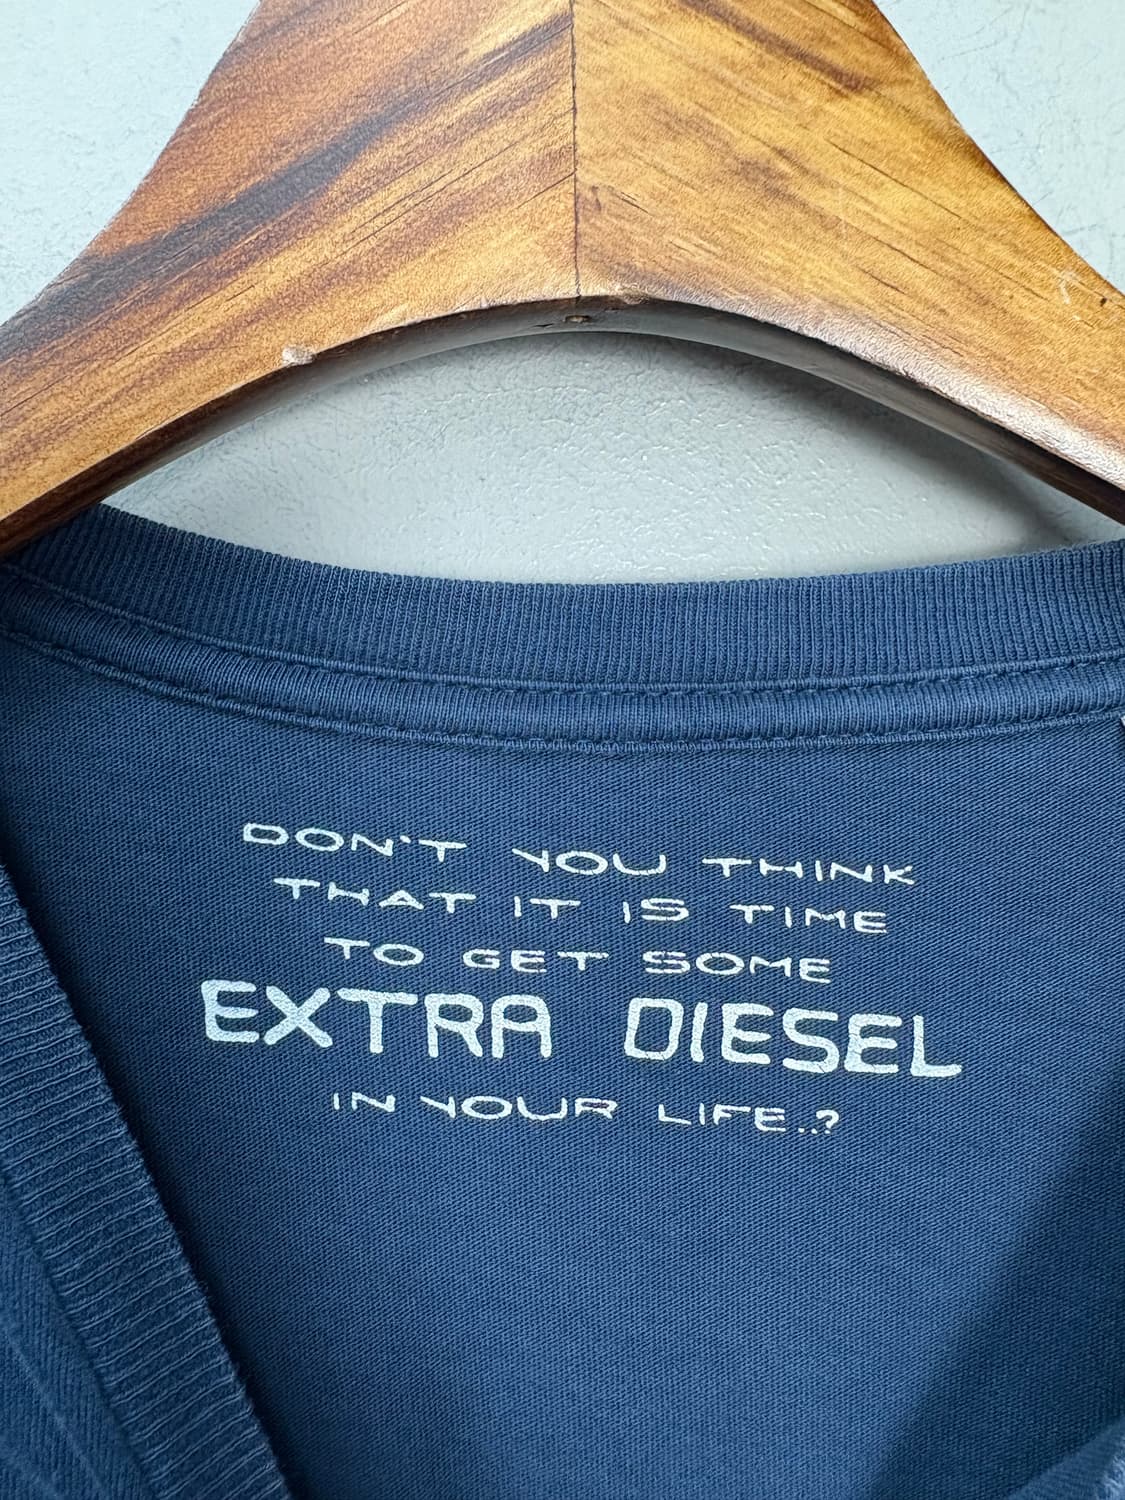 DON'T YOU THINK
THAT IT IS TIME
TO GET SOME
EXTRA DIESEL
IN YOUR LIFE..?